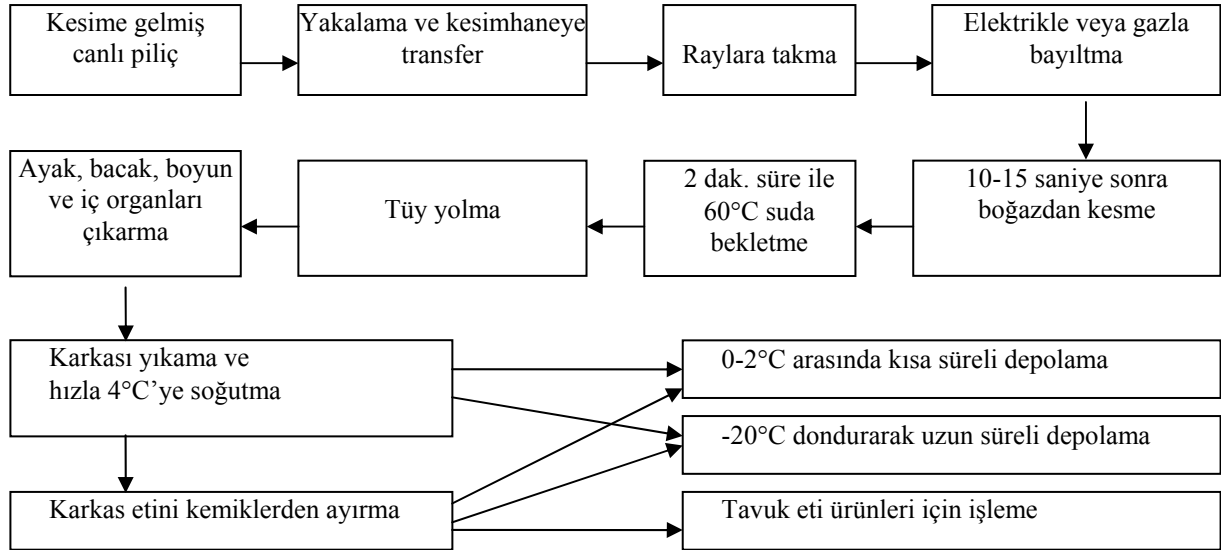 Kesime gelmiş
canlı piliç
Yakalama ve kesimhaneye
transfer
Raylara takma
Elektrikle veya gazla
bayıltma
10-15 saniye sonra
boğazdan kesme
2 dak. süre ile
60°C suda
bekletme
Tüy yolma
Ayak, bacak, boyun
ve iç organları
çıkarma
Karkası yıkama ve
hızla 4°C’ye soğutma
0-2°C arasında kısa süreli depolama
-20°C dondurarak uzun süreli depolama
Karkas etini kemiklerden ayırma
Tavuk eti ürünleri için işleme